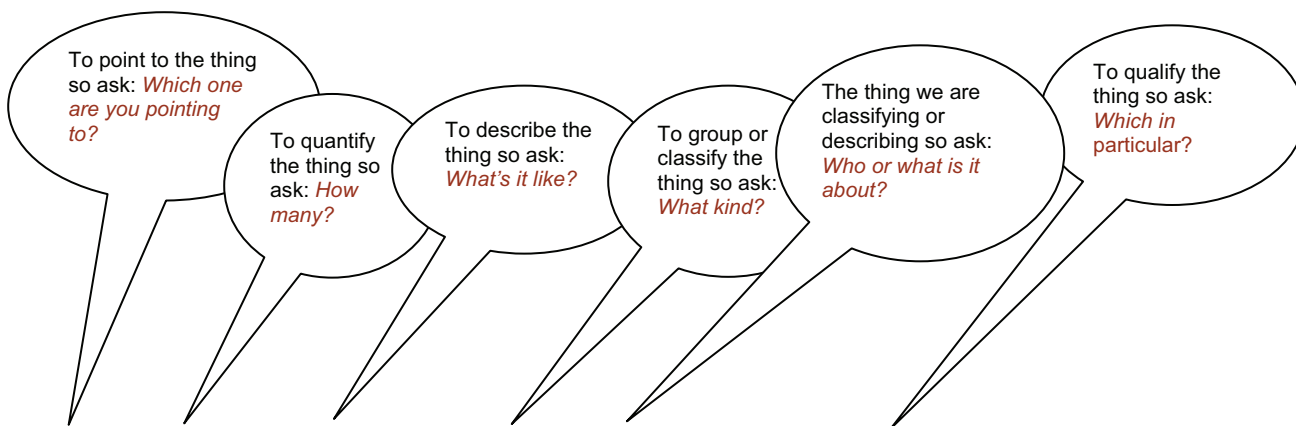 To point to the thing
so ask: Which one
are you pointing
to?
To quantify
the thing so
ask: How
many?
To describe the
thing so ask:
What's it like?
To group or
classify the
thing so ask:
What kind?
The thing we are
classifying or
describing so ask:
Who or what is it
about?
To qualify the
thing so ask:
Which in
particular?